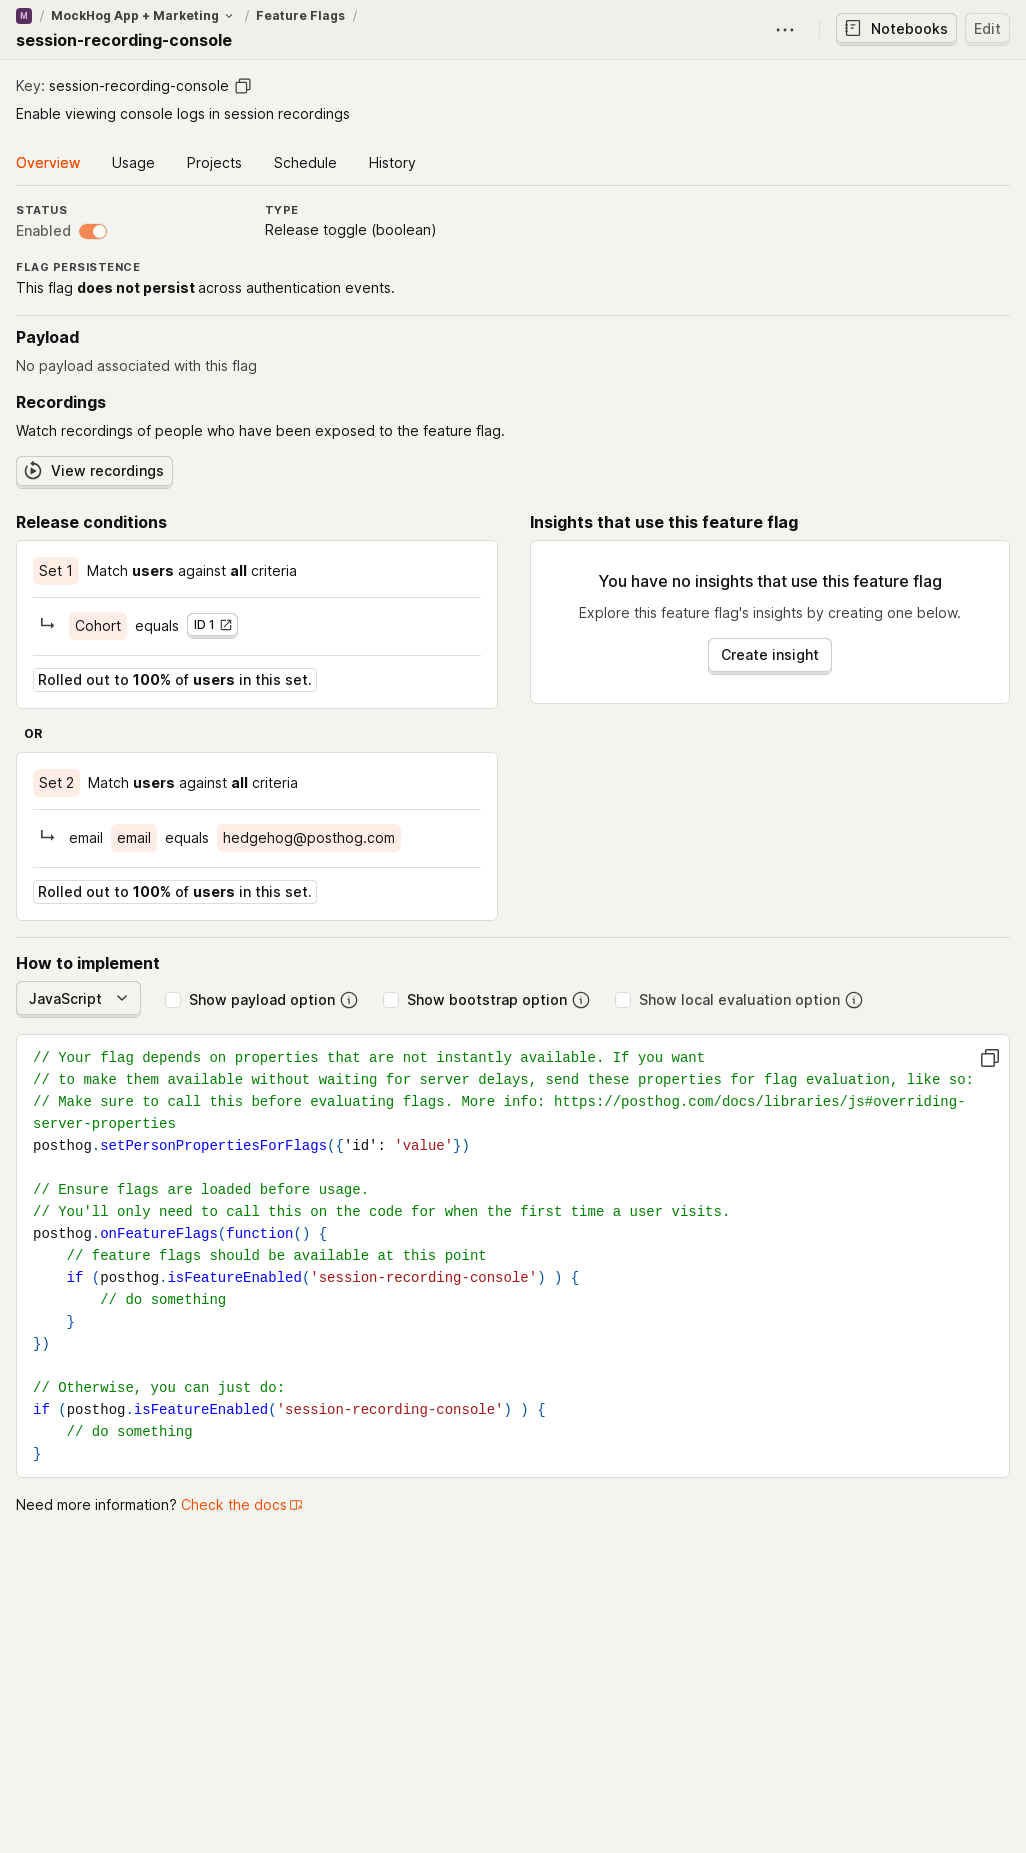 M / MockHog App + Marketing / Feature Flags /
session-recording-console
Notebooks Edit
Key: session-recording-console
Enable viewing console logs in session recordings
Overview Usage Projects Schedule History
STATUS TYPE
Enabled Release toggle (boolean)
FLAG PERSISTENCE
This flag does not persist across authentication events.
Payload
No payload associated with this flag
Recordings
Watch recordings of people who have been exposed to the feature flag.
View recordings
Release conditions
Set 1 Match users against all criteria
Cohort equals ID 1
Rolled out to 100% of users in this set.
OR
Set 2 Match users against all criteria
email email equals hedgehog@posthog.com
Rolled out to 100% of users in this set.
Insights that use this feature flag
You have no insights that use this feature flag
Explore this feature flag's insights by creating one below.
Create insight
How to implement
JavaScript Show payload option Show bootstrap option Show local evaluation option
// Your flag depends on properties that are not instantly available. If you want
// to make them available without waiting for server delays, send these properties for flag evaluation, like so:
// Make sure to call this before evaluating flags. More info: https://posthog.com/docs/libraries/js#overriding-
server-properties
posthog.setPersonPropertiesForFlags({'id': 'value'})
// Ensure flags are loaded before usage.
// You'll only need to call this on the code for when the first time a user visits.
posthog.onFeatureFlags(function() {
    // feature flags should be available at this point
    if (posthog.isFeatureEnabled('session-recording-console') ) {
        // do something
    }
})
// Otherwise, you can just do:
if (posthog.isFeatureEnabled('session-recording-console') ) {
    // do something
}
Need more information? Check the docs